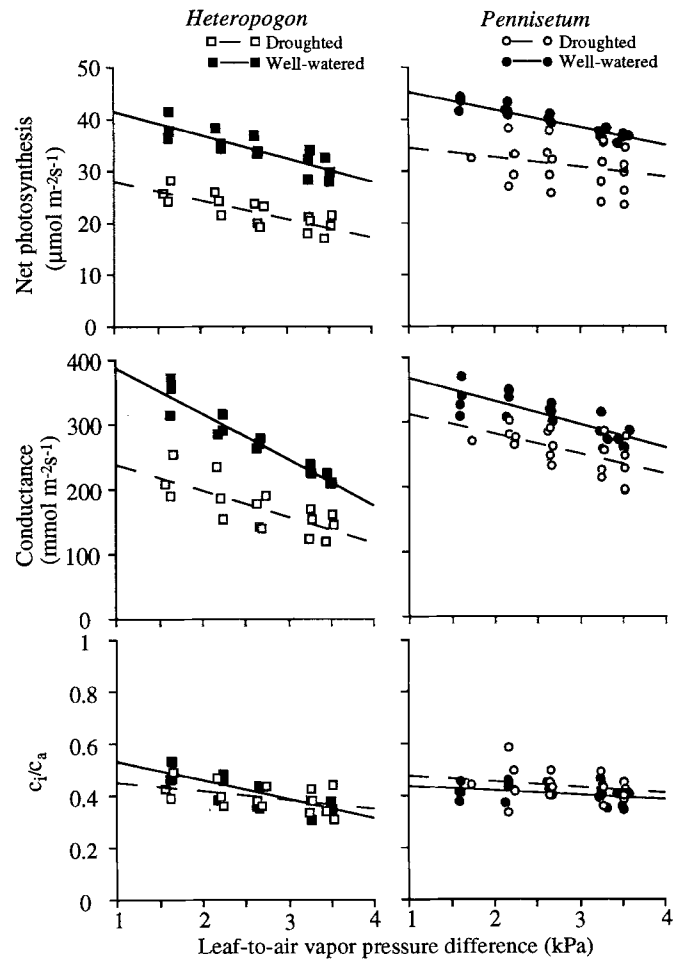 Heteropogon
Pennisetum
Droughted
Well-watered
Droughted
Well-watered
Net photosynthesis
(µmol m-2s-1)
50
40
30
20
10
0
Conductance
(mmol m-2s-1)
400
300
200
100
0
ci/ca
1
0.8
0.6
0.4
0.2
0
1
2
3
4
1
2
3
4
Leaf-to-air vapor pressure difference (kPa)